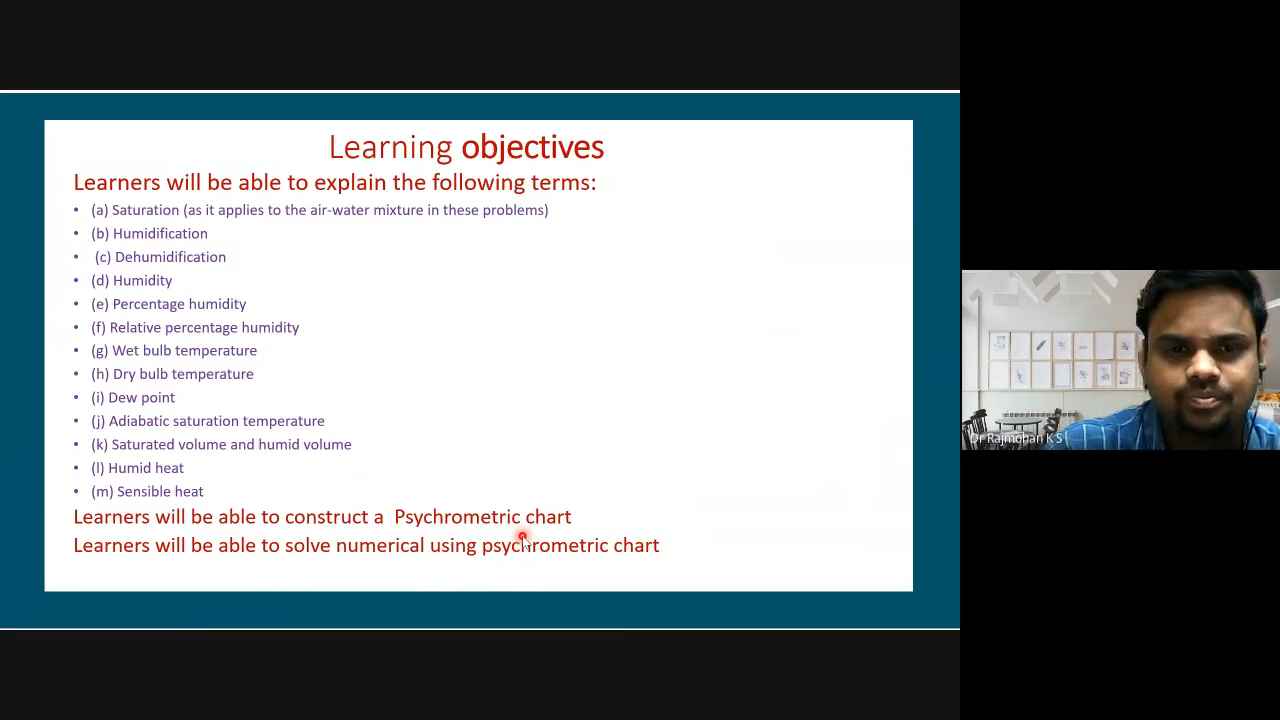 Learning objectives
Learners will be able to explain the following terms:
• (a) Saturation (as it applies to the air-water mixture in these problems)
• (b) Humidification
• (c) Dehumidification
• (d) Humidity
• (e) Percentage humidity
• (f) Relative percentage humidity
• (g) Wet bulb temperature
• (h) Dry bulb temperature
• (i) Dew point
• (j) Adiabatic saturation temperature
• (k) Saturated volume and humid volume
• (l) Humid heat
• (m) Sensible heat
Learners will be able to construct a Psychrometric chart
Learners will be able to solve numerical using psychrometric chart
Dr Rajmohan K S